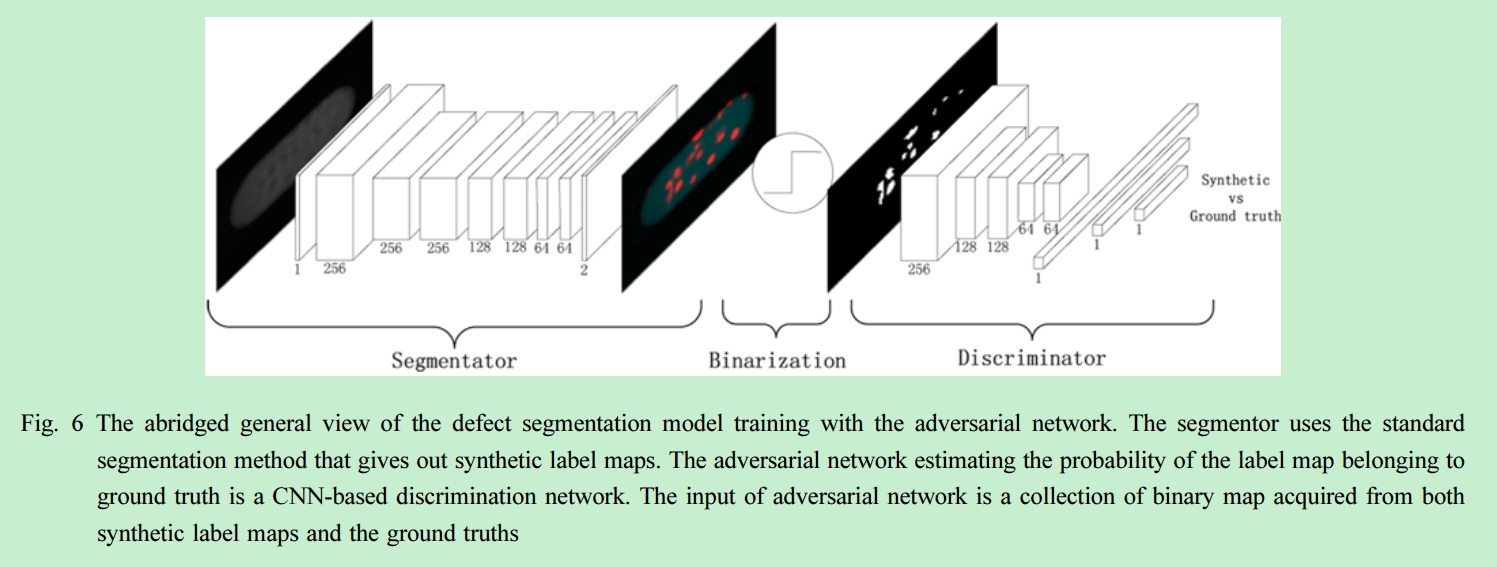 1 256 256 256 128 128 64 64 2
256 128 128 64 64 1 1 1
Synthetic
vs
Ground truth
Segmentator Binarization Discriminator
Fig. 6 The abridged general view of the defect segmentation model training with the adversarial network. The segmentor uses the standard
segmentation method that gives out synthetic label maps. The adversarial network estimating the probability of the label map belonging to
ground truth is a CNN-based discrimination network. The input of adversarial network is a collection of binary map acquired from both
synthetic label maps and the ground truths